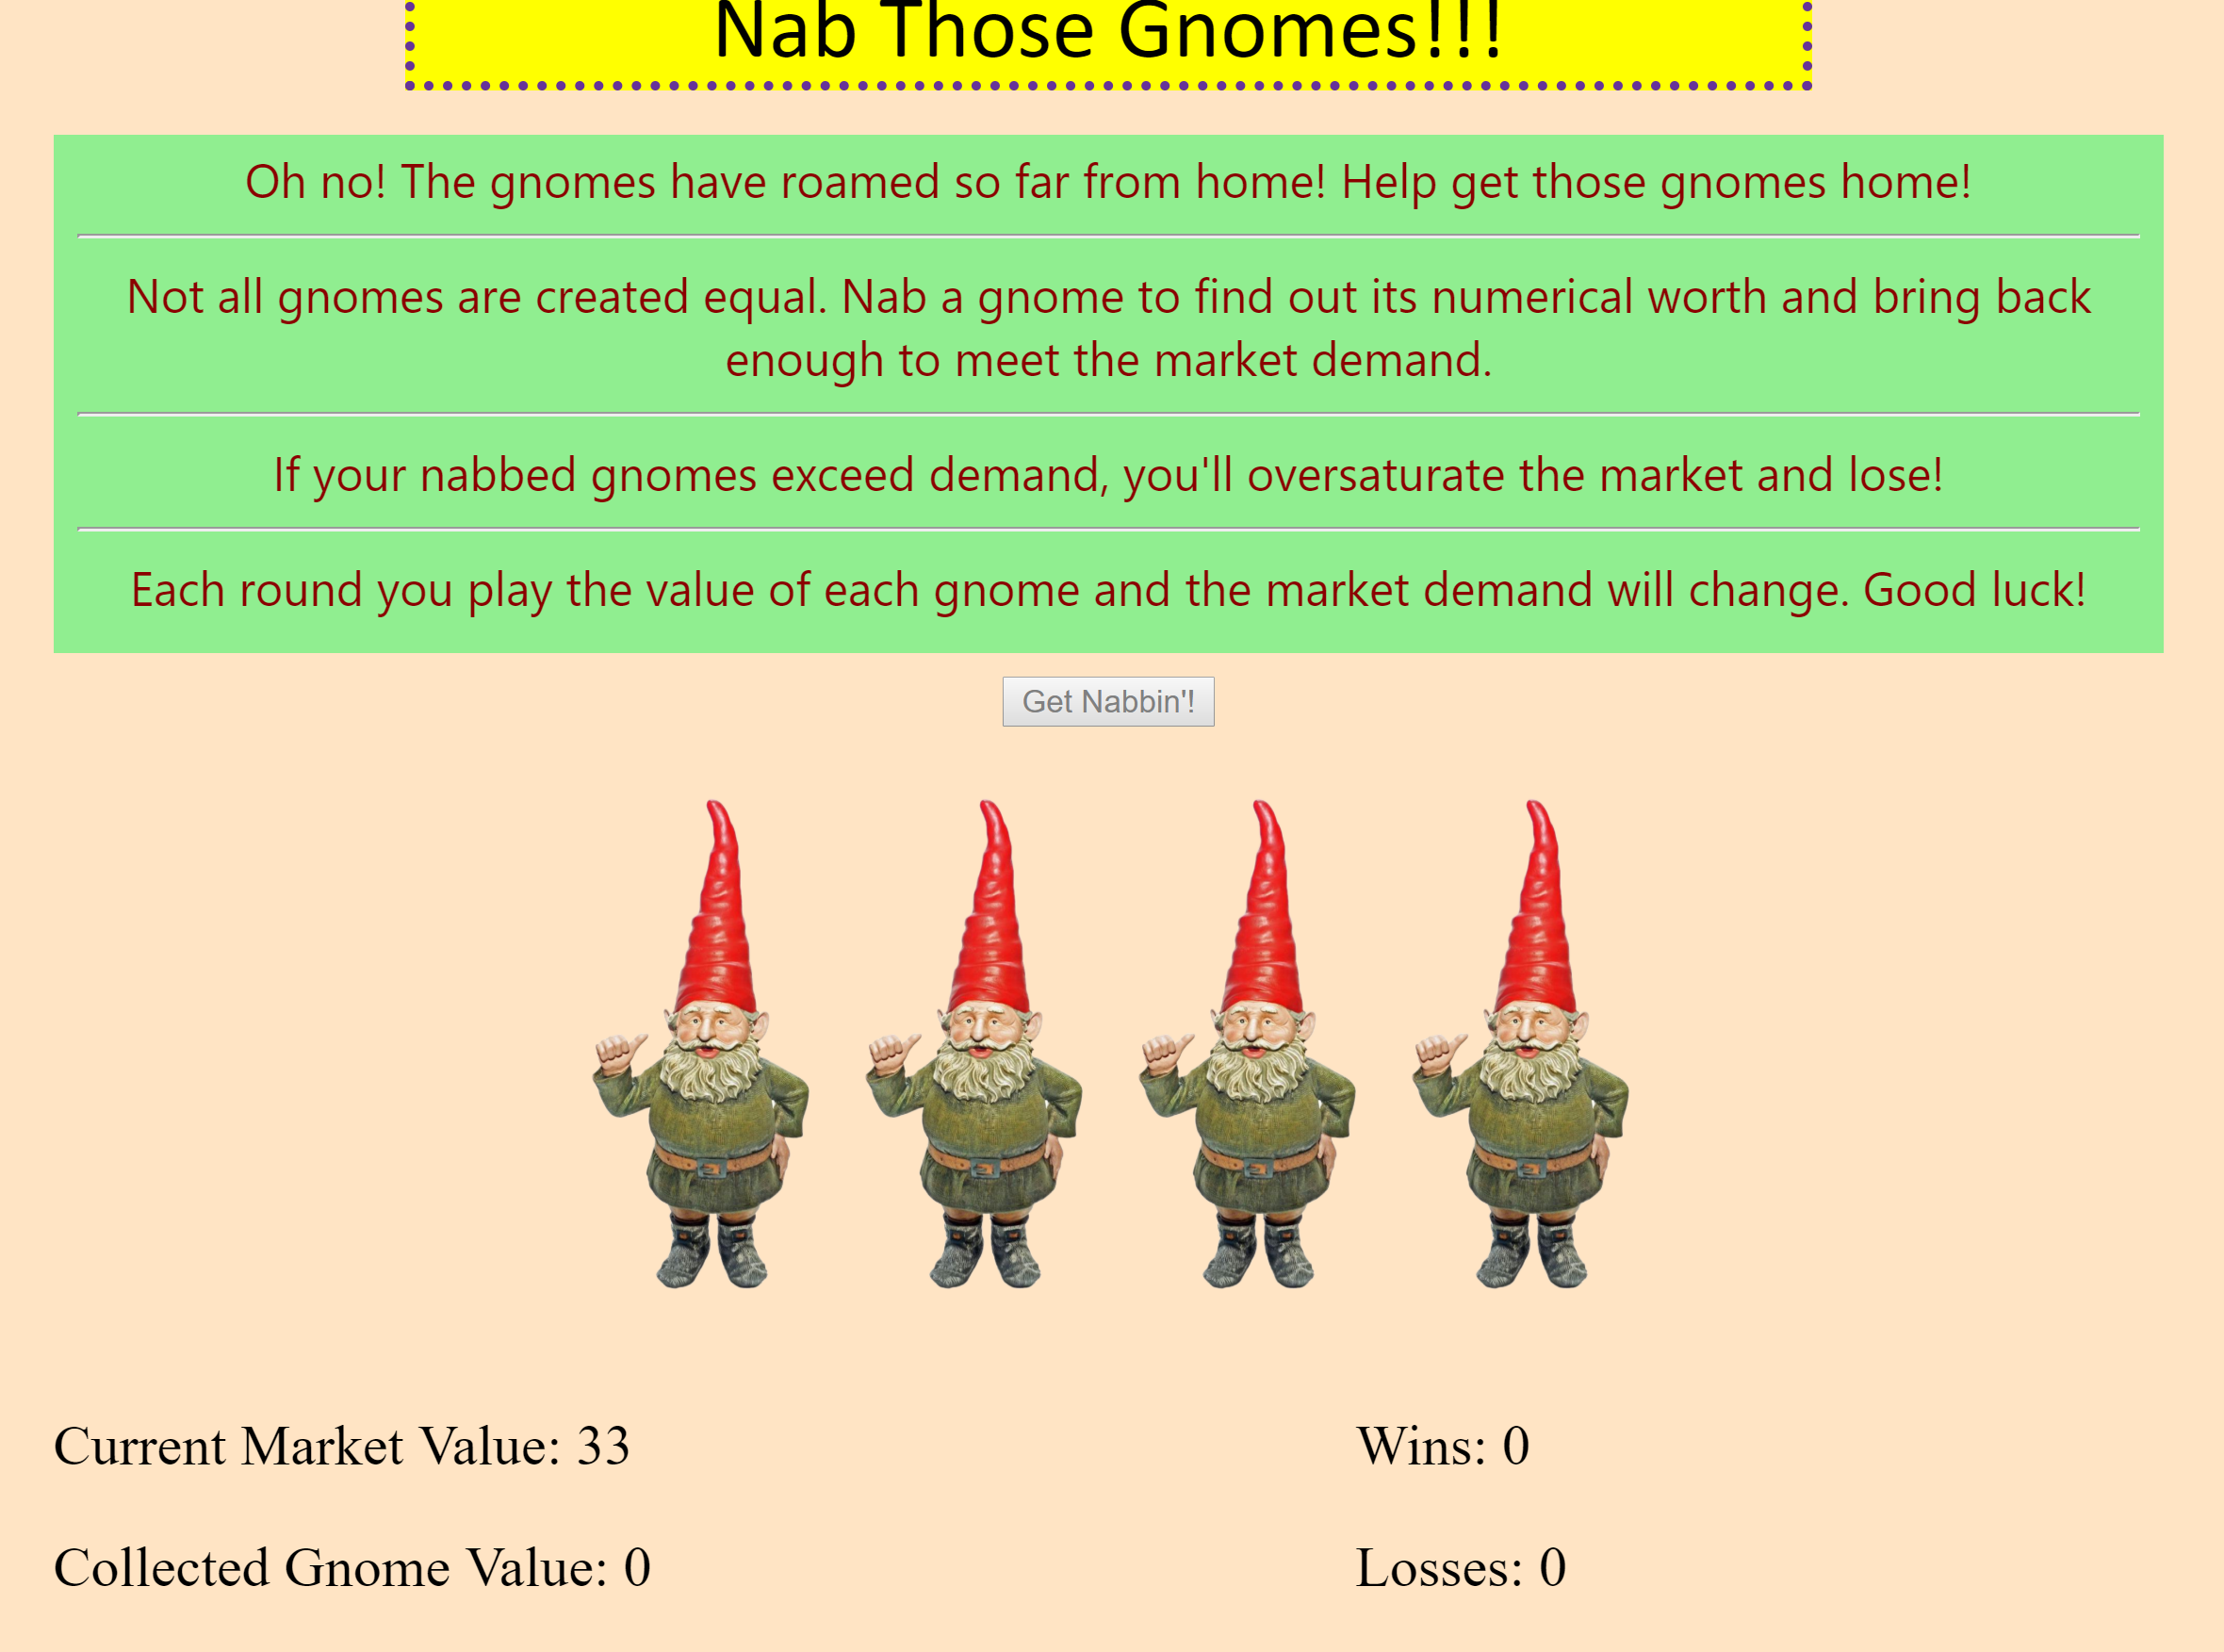 Nab Those Gnomes!!!
Oh no! The gnomes have roamed so far from home! Help get those gnomes home!
Not all gnomes are created equal. Nab a gnome to find out its numerical worth and bring back
enough to meet the market demand.
If your nabbed gnomes exceed demand, you'll oversaturate the market and lose!
Each round you play the value of each gnome and the market demand will change. Good luck!
Get Nabbin'!
Current Market Value: 33
Wins: 0
Collected Gnome Value: 0
Losses: 0